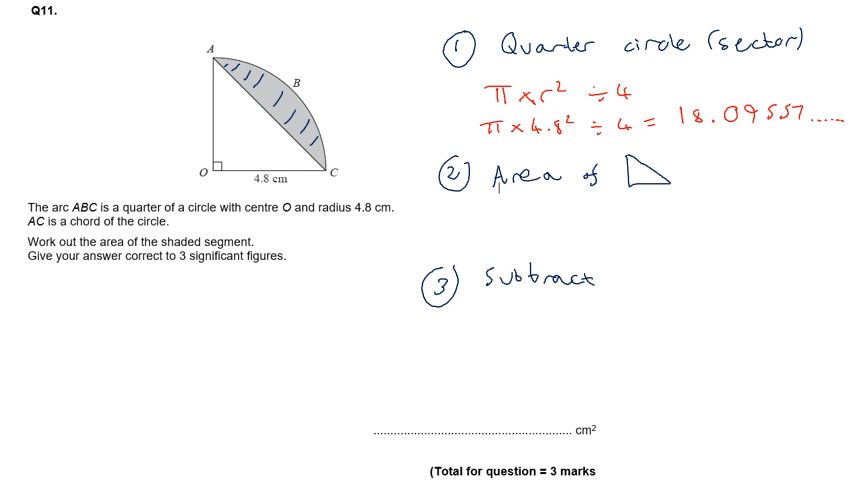 Q11.
A
B
O
C
4.8 cm
The arc ABC is a quarter of a circle with centre O and radius 4.8 cm.
AC is a chord of the circle.
Work out the area of the shaded segment.
Give your answer correct to 3 significant figures.
① Quarter circle (sector)
π × r² ÷ 4
π × 4.8² ÷ 4 = 18.09557......
② Area of
③ Subtract
.............................................................. cm²
(Total for question = 3 marks